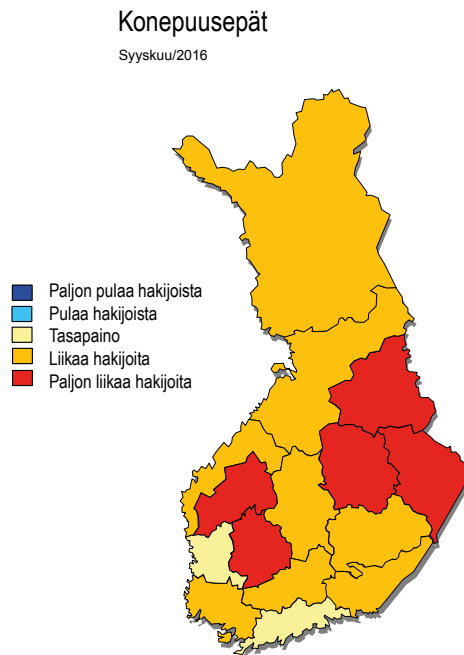 Konepuusepät
Syyskuu/2016
Paljon pulaa hakijoista
Pulaa hakijoista
Tasapaino
Liikaa hakijoita
Paljon liikaa hakijoita